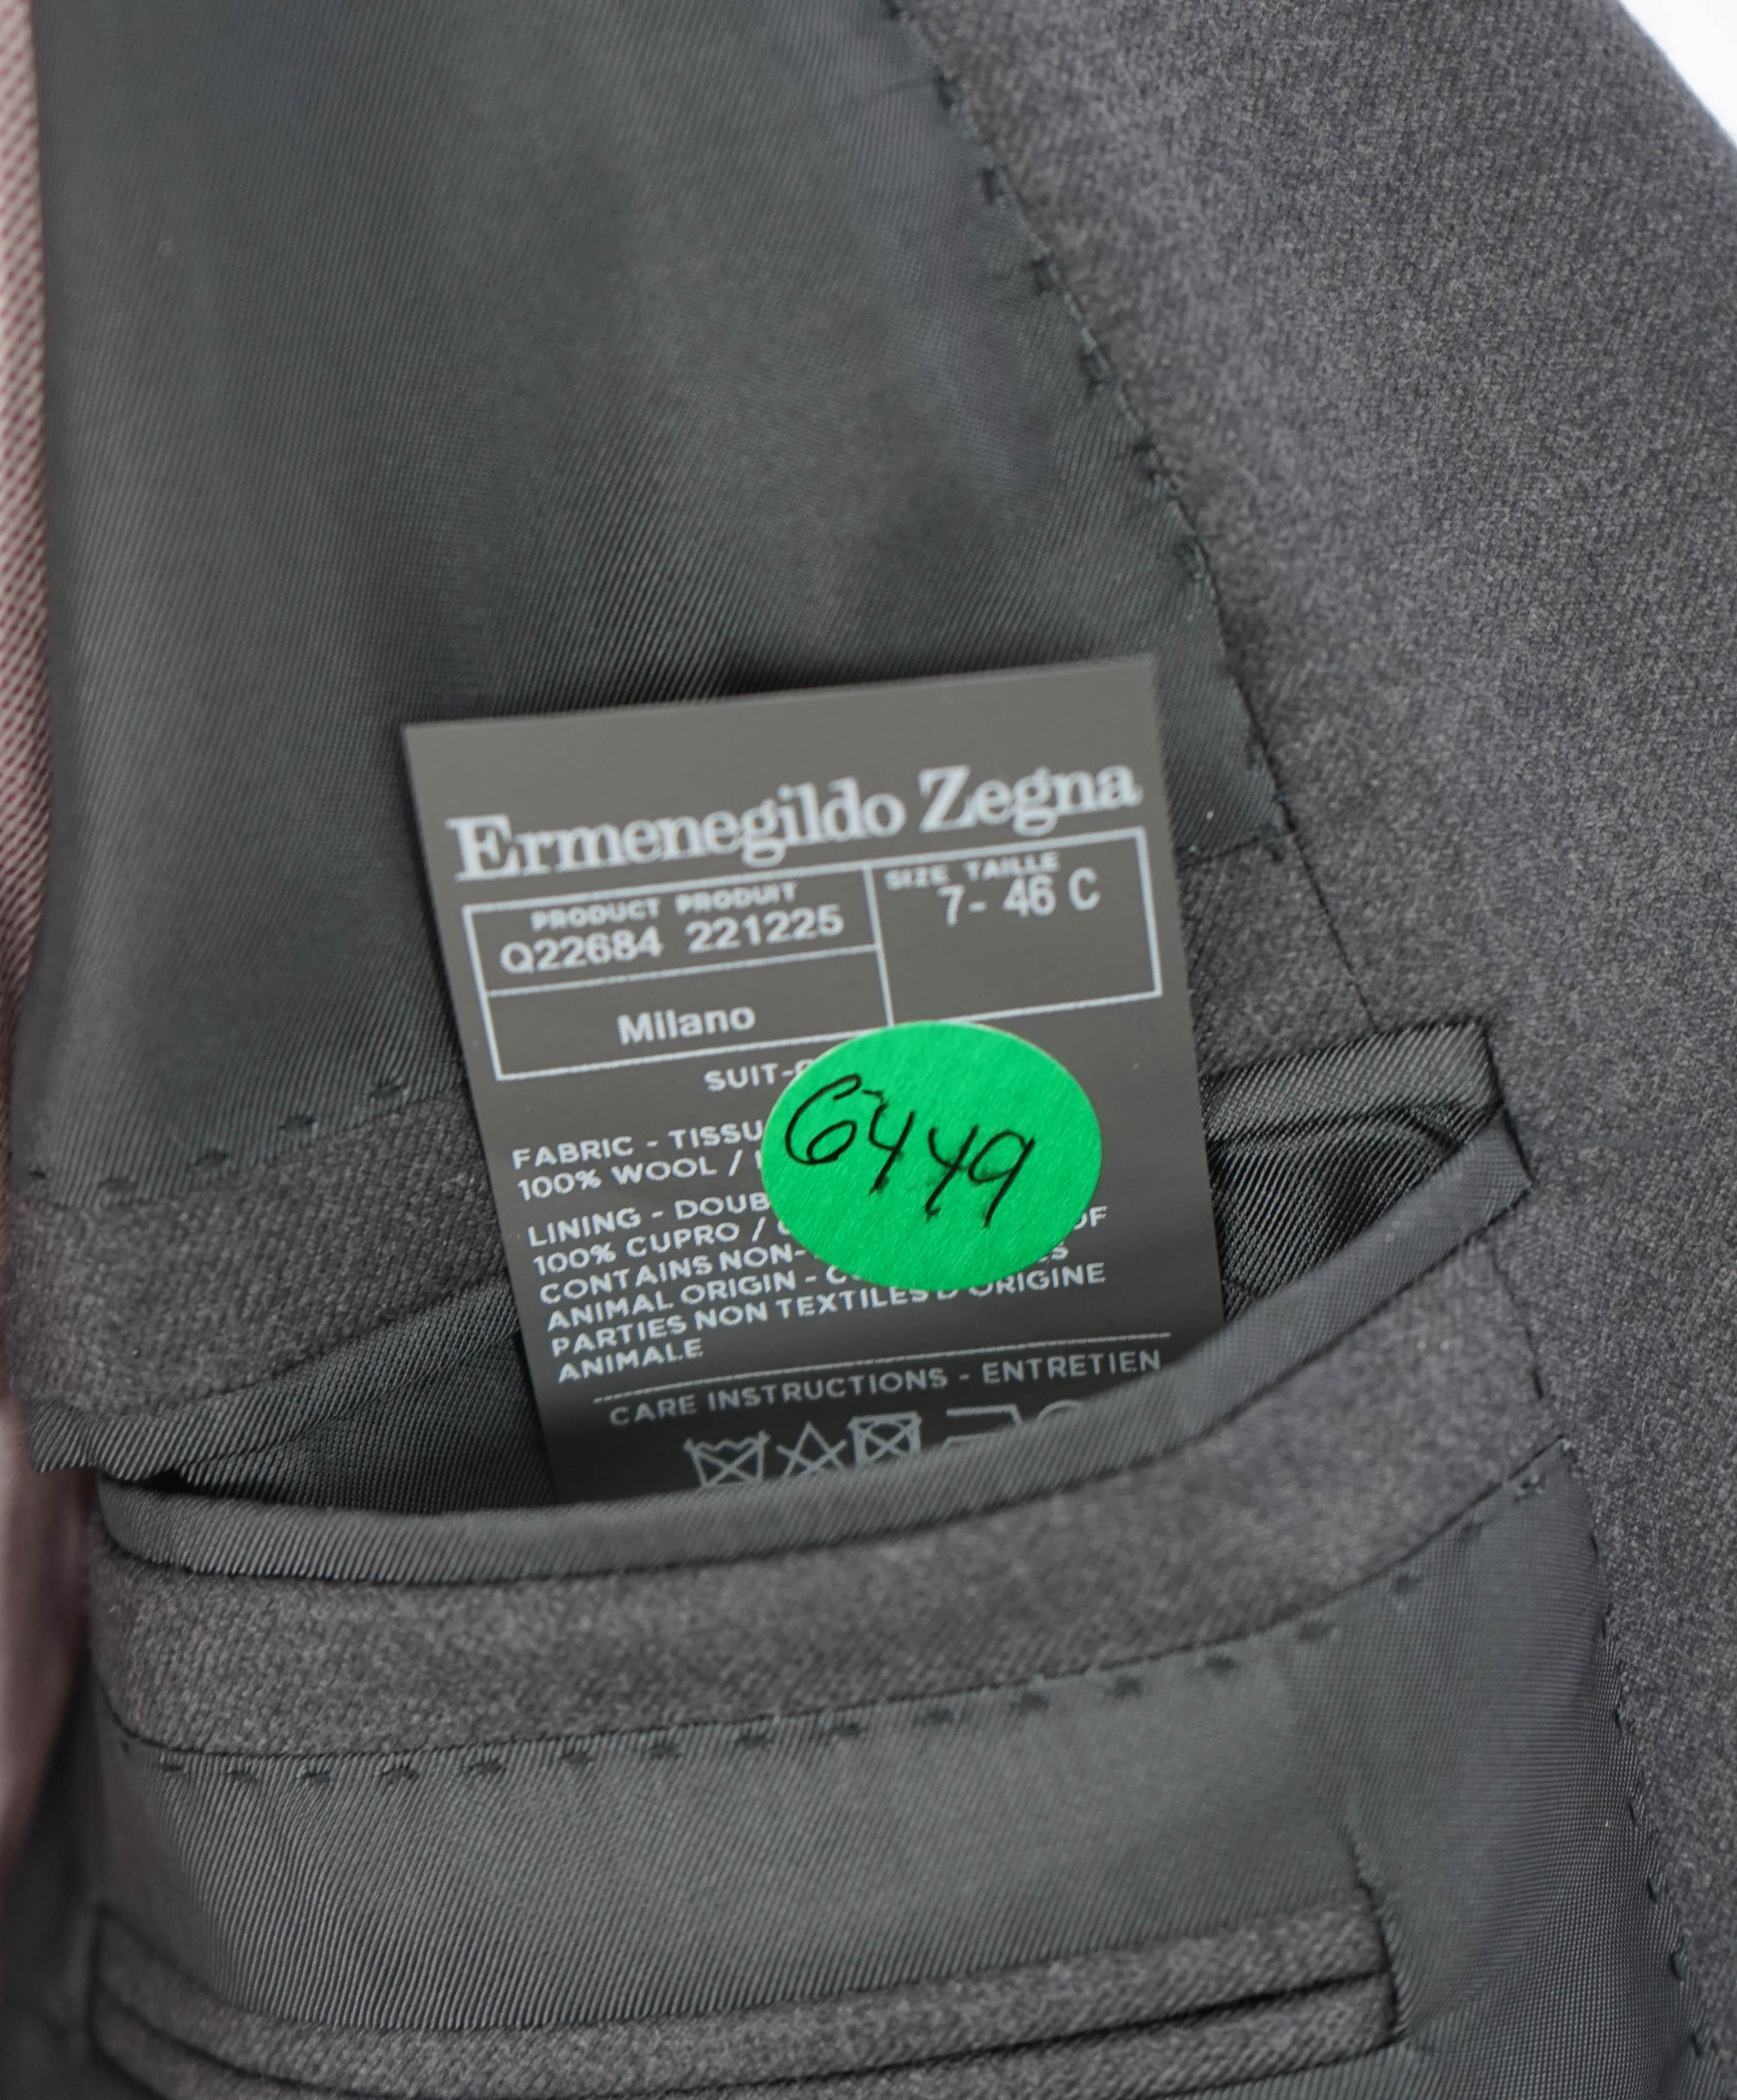 Ermenegildo Zegna
PRODUCT PRODUIT
Q22684 221225
SIZE TAILLE
7- 46 C
Milano
SUIT-
6449
FABRIC - TISSU
100% WOOL /
LINING - DOUB
100% CUPRO /
CONTAINS NON- OF
ANIMAL ORIGIN -
PARTIES NON TEXTILES D'ORIGINE
ANIMALE
CARE INSTRUCTIONS - ENTRETIEN